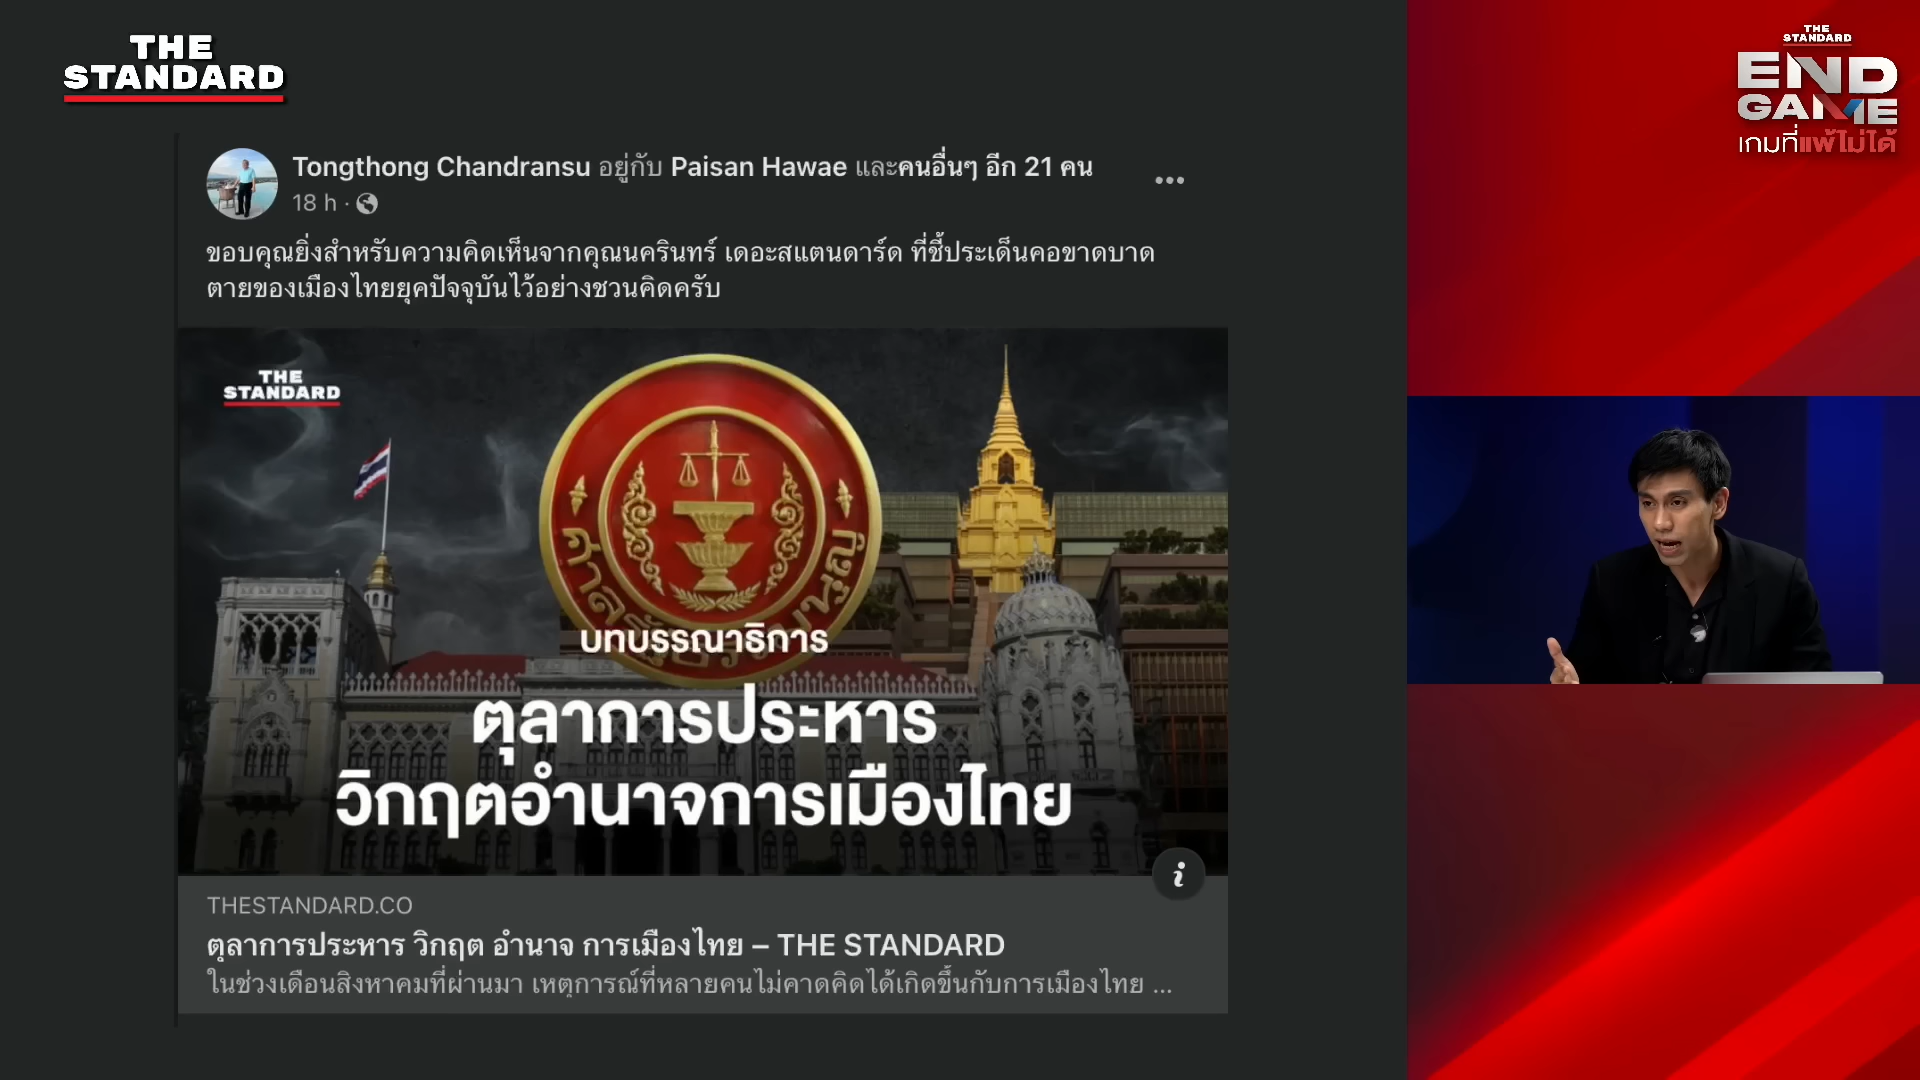 THE
STANDARD
THE
STANDARD
END
GAME
เกมที่แพ้ไม่ได้
Tongthong Chandransu อยู่กับ Paisan Hawae และคนอื่นๆ อีก 21 คน
18 h ·
ขอบคุณยิ่งสำหรับความคิดเห็นจากคุณนครินทร์ เดอะสแตนดาร์ด ที่ชี้ประเด็นคอขาดบาด
ตายของเมืองไทยยุคปัจจุบันไว้อย่างชวนคิดครับ
THE
STANDARD
ศาลรัฐธรรมนูญ
บทบรรณาธิการ
ตุลาการประหาร
วิกฤตอำนาจการเมืองไทย
THESTANDARD.CO
ตุลาการประหาร วิกฤต อำนาจ การเมืองไทย – THE STANDARD
ในช่วงเดือนสิงหาคมที่ผ่านมา เหตุการณ์ที่หลายคนไม่คาดคิดได้เกิดขึ้นกับการเมืองไทย ...